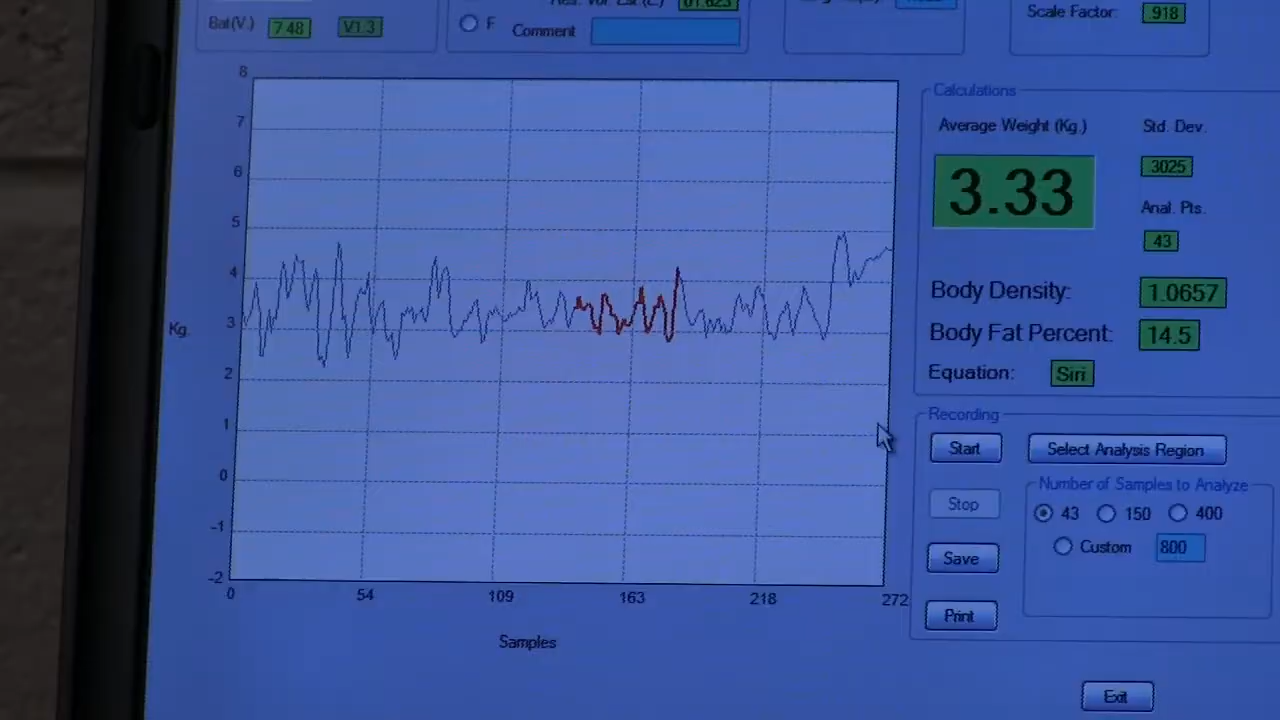 Bat(V.) 7.48 V1.3
F Comment
Scale Factor: .918
8
7
6
5
4
3
2
1
0
-1
-2
Kg.
0 54 109 163 218 272
Samples
Calculations
Average Weight (Kg.) Std. Dev.
3.33 .3025
Anal. Pts.
43
Body Density: 1.0657
Body Fat Percent: 14.5
Equation: Siri
Recording
Start Select Analysis Region
Number of Samples to Analyze
Stop 43 150 400
Save Custom 800
Print
Exit